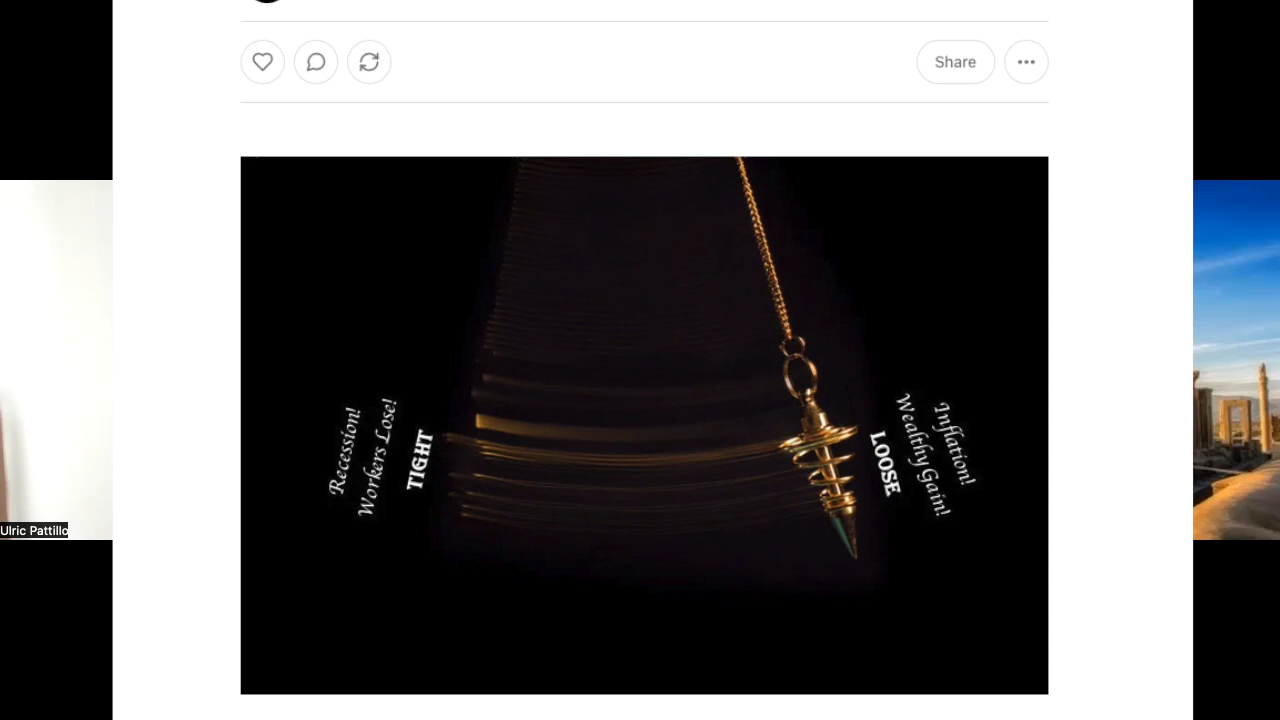 Share
Recession!
Workers Lose!
TIGHT
LOOSE
Wealthy Gain!
Inflation!
Ulric Pattillo